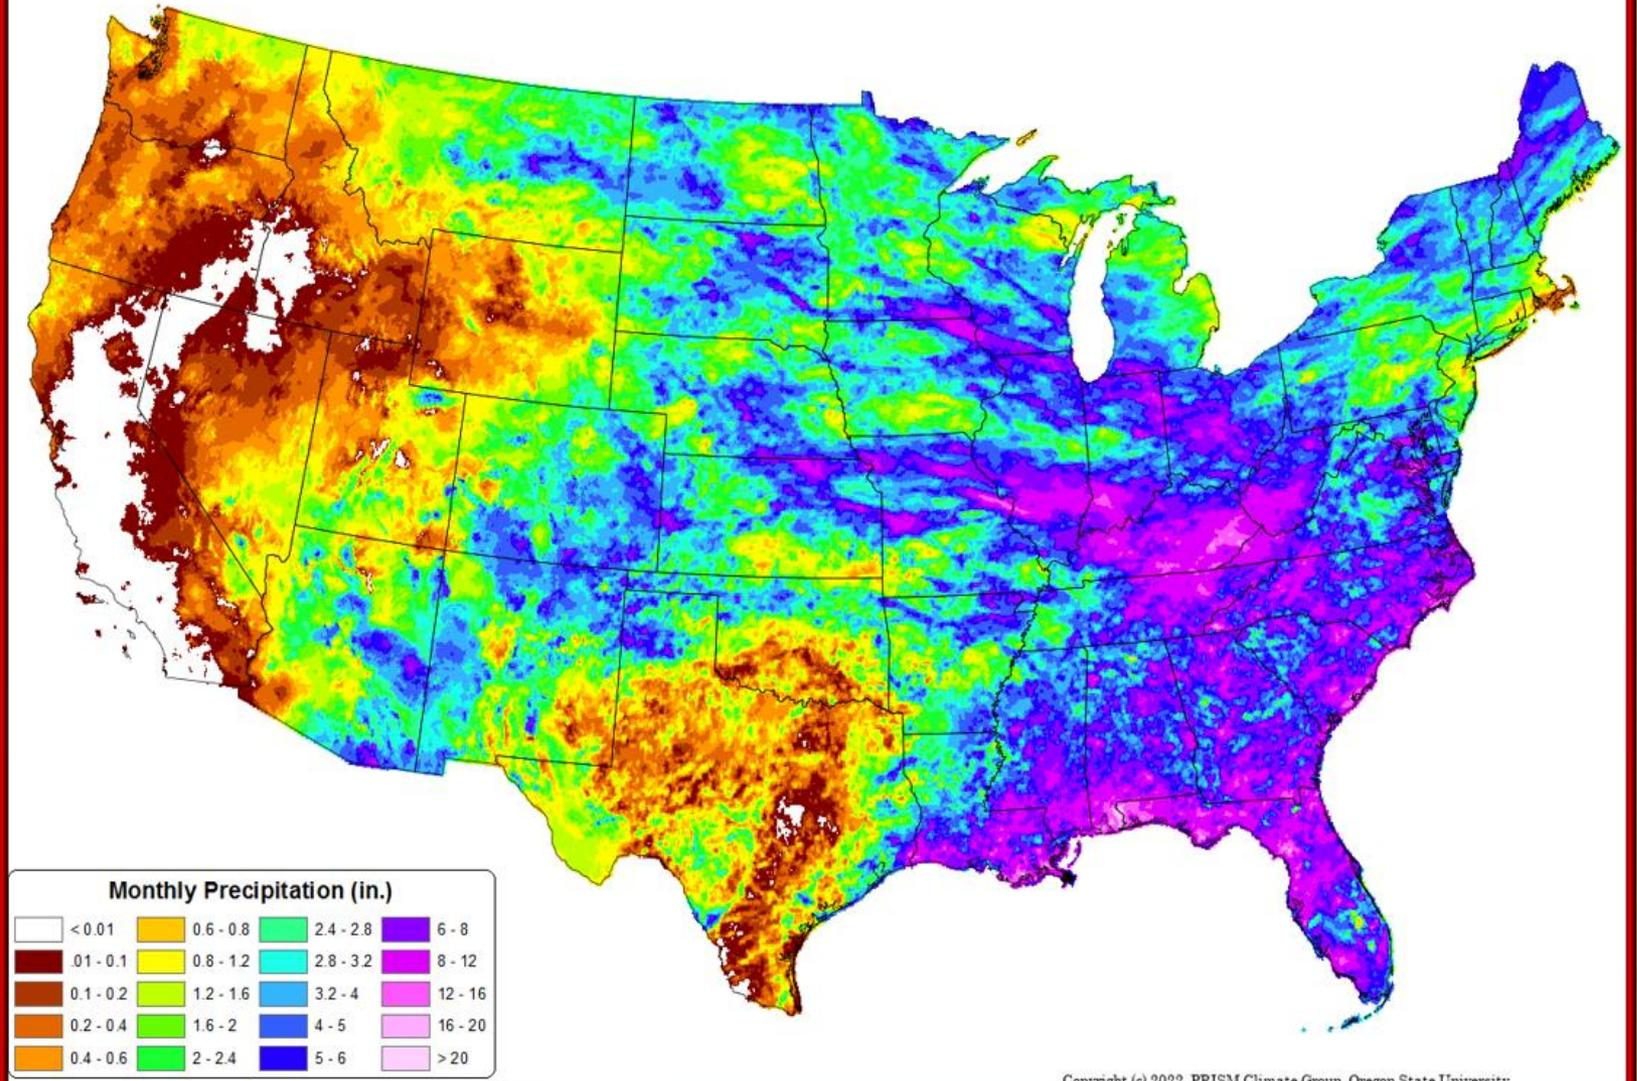 Monthly Precipitation (in.)
< 0.01 0.6 - 0.8 2.4 - 2.8 6 - 8
.01 - 0.1 0.8 - 1.2 2.8 - 3.2 8 - 12
0.1 - 0.2 1.2 - 1.6 3.2 - 4 12 - 16
0.2 - 0.4 1.6 - 2 4 - 5 16 - 20
0.4 - 0.6 2 - 2.4 5 - 6 > 20
Copyright (c) 2022, PRISM Climate Group, Oregon State University